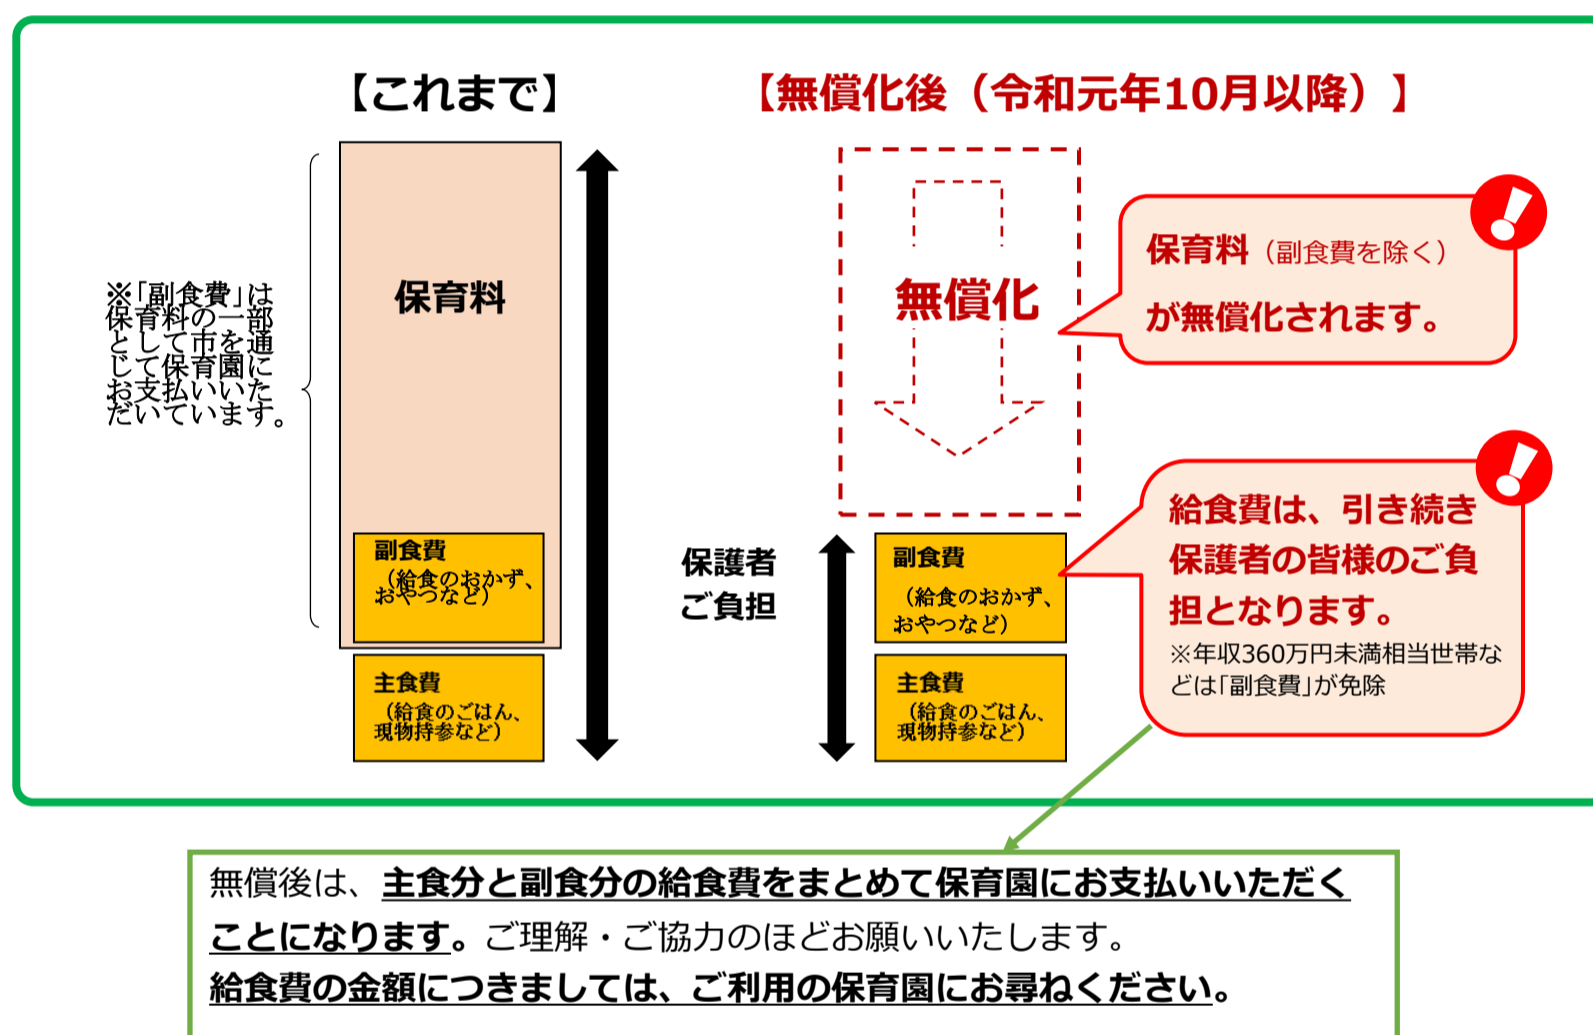 【これまで】
【無償化後（令和元年10月以降）】
※「副食費」は
保育料の一部
として市を通
じて保育園に
お支払いいた
だいています。
保育料
副食費
（給食のおかず、
おやつなど）
主食費
（給食のごはん、
現物持参など）
保護者
ご負担
無償化
副食費
（給食のおかず、
おやつなど）
主食費
（給食のごはん、
現物持参など）
保育料（副食費を除く）
が無償化されます。
給食費は、引き続き
保護者の皆様のご負
担となります。
※年収360万円未満相当世帯な
どは「副食費」が免除
無償後は、主食分と副食分の給食費をまとめて保育園にお支払いいただく
ことになります。ご理解・ご協力のほどお願いいたします。
給食費の金額につきましては、ご利用の保育園にお尋ねください。